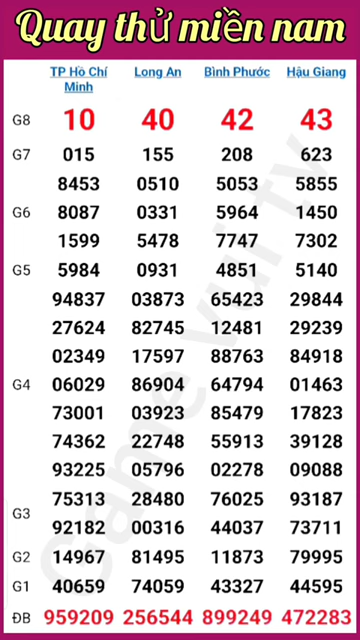 Quay thử miền nam
TP Hồ Chí Minh Long An Bình Phước Hậu Giang
G8 10 40 42 43
G7 015 155 208 623
8453 0510 5053 5855
G6 8087 0331 5964 1450
1599 5478 7747 7302
G5 5984 0931 4851 5140
94837 03873 65423 29844
27624 82745 12481 29239
02349 17597 88763 84918
G4 06029 86904 64794 01463
73001 03923 85479 17823
74362 22748 55913 39128
93225 05796 02278 09088
75313 28480 76025 93187
G3
92182 00316 44037 73711
G2 14967 81495 11873 79995
G1 40659 74059 43327 44595
ĐB 959209 256544 899249 472283
Game vui Ty